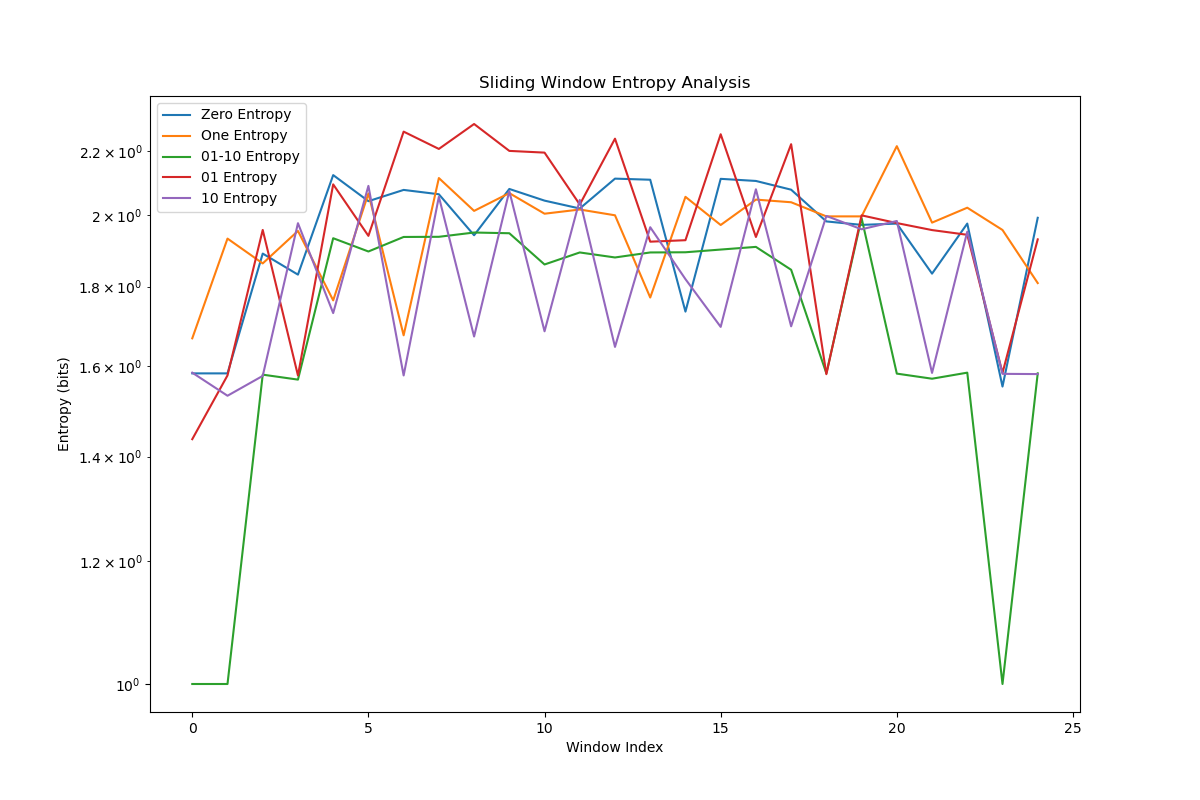 Sliding Window Entropy Analysis
Zero Entropy
One Entropy
01-10 Entropy
01 Entropy
10 Entropy
2.2 × 10⁰
2 × 10⁰
1.8 × 10⁰
1.6 × 10⁰
1.4 × 10⁰
1.2 × 10⁰
10⁰
Entropy (bits)
0 5 10 15 20 25
Window Index